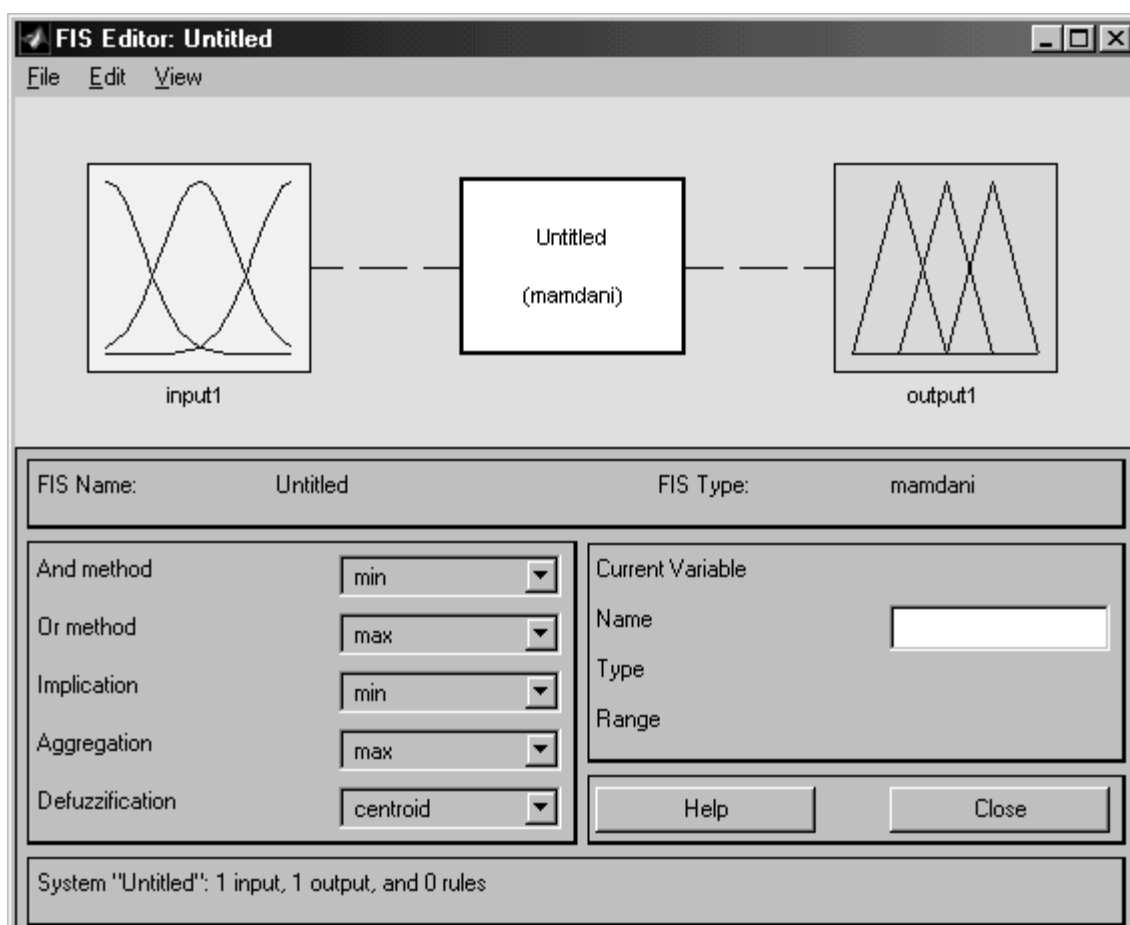 FIS Editor: Untitled
File Edit View
Untitled
(mamdani)
input1
output1
FIS Name: Untitled FIS Type: mamdani
And method min
Or method max
Implication min
Aggregation max
Defuzzification centroid
Current Variable
Name
Type
Range
Help Close
System "Untitled": 1 input, 1 output, and 0 rules